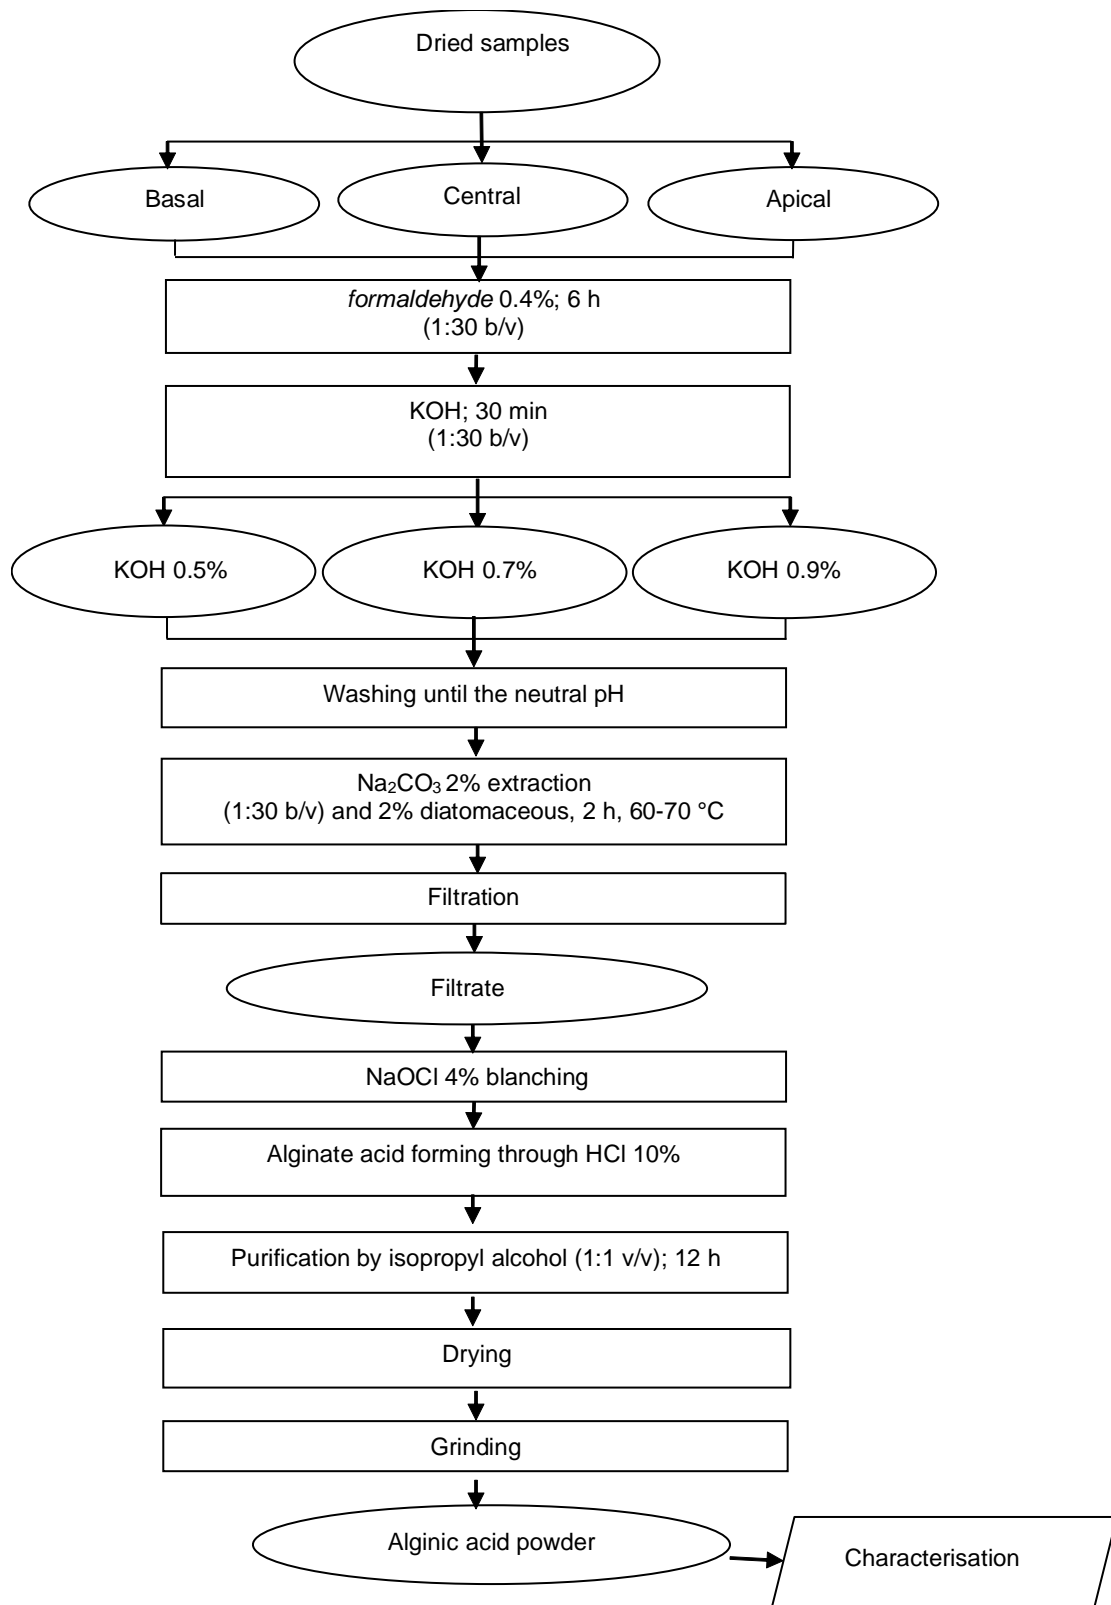 Dried samples
Basal
Central
Apical
formaldehyde 0.4%; 6 h
(1:30 b/v)
KOH; 30 min
(1:30 b/v)
KOH 0.5%
KOH 0.7%
KOH 0.9%
Washing until the neutral pH
Na₂CO₃ 2% extraction
(1:30 b/v) and 2% diatomaceous, 2 h, 60-70 °C
Filtration
Filtrate
NaOCl 4% blanching
Alginate acid forming through HCl 10%
Purification by isopropyl alcohol (1:1 v/v); 12 h
Drying
Grinding
Alginic acid powder
Characterisation